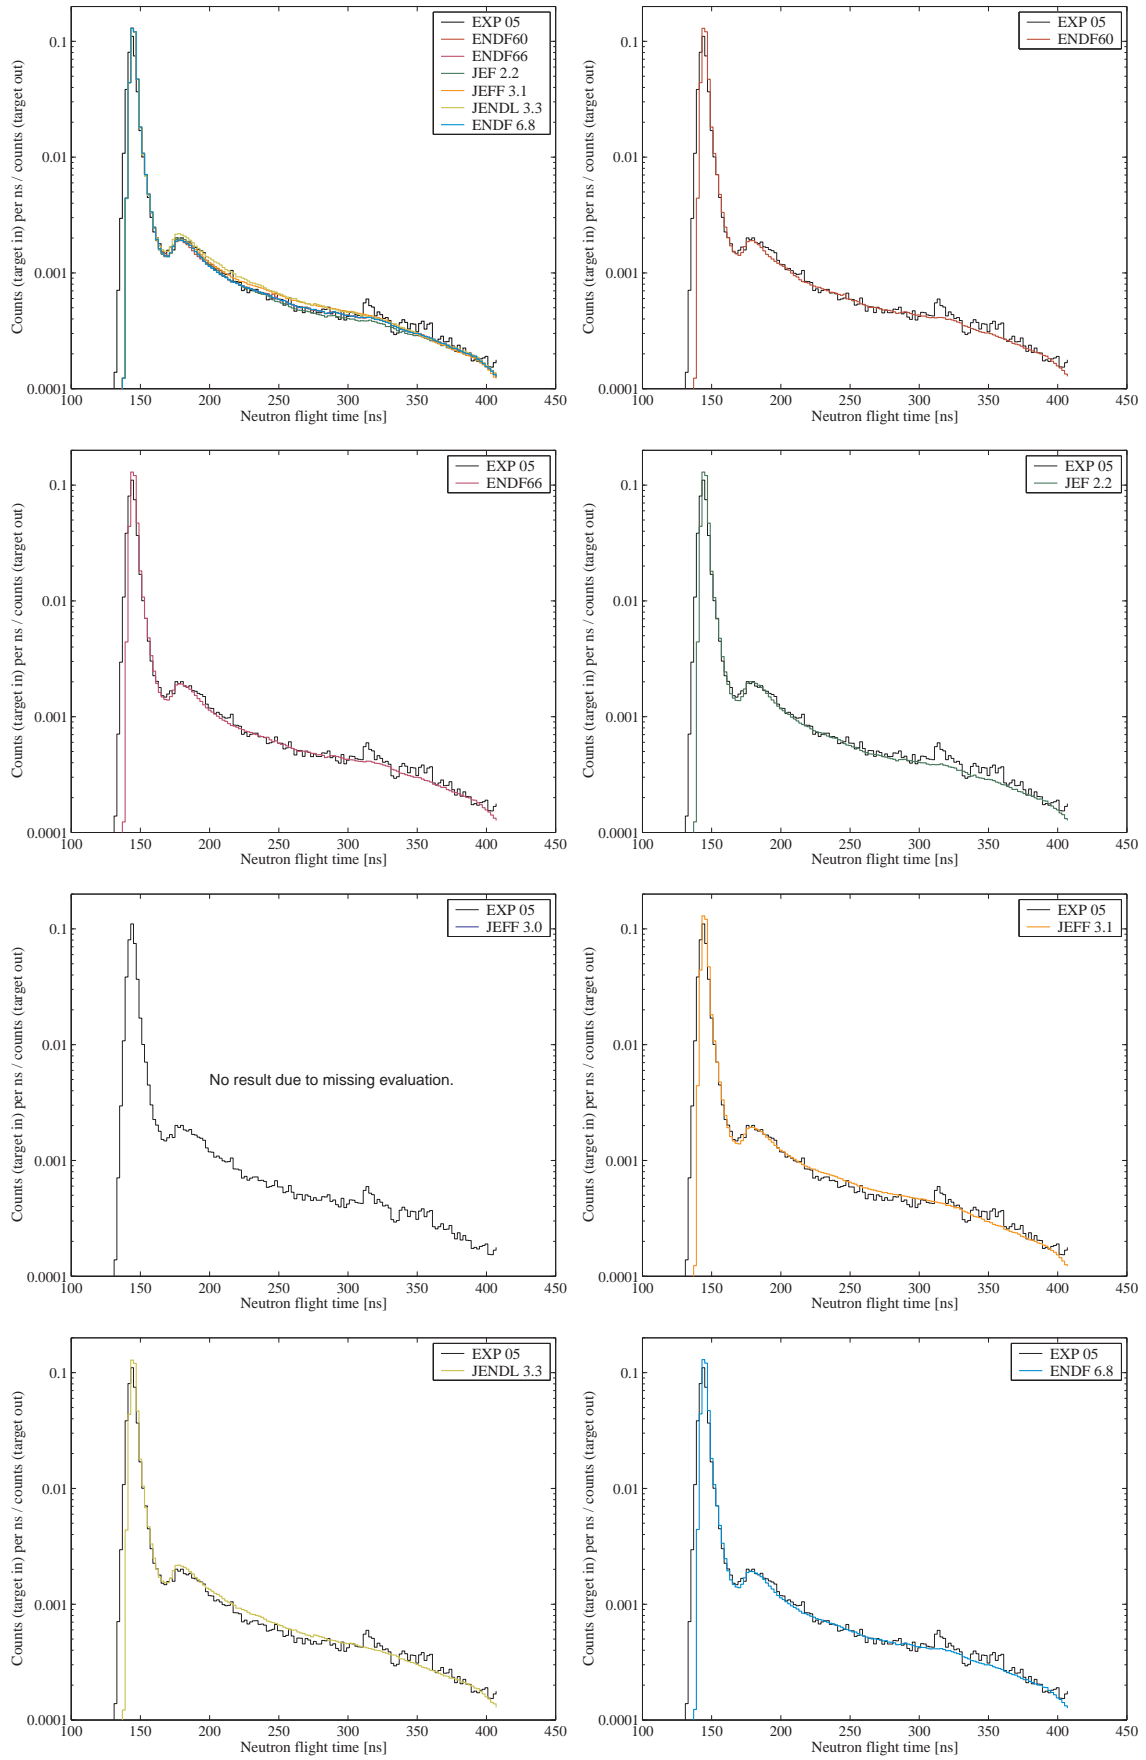 EXP 05
ENDF60
ENDF66
JEF 2.2
JEFF 3.1
JENDL 3.3
ENDF 6.8
0.1
0.01
0.001
0.0001
100 150 200 250 300 350 400 450
Neutron flight time [ns]
Counts (target in) per ns / counts (target out)
EXP 05
ENDF60
0.1
0.01
0.001
0.0001
100 150 200 250 300 350 400 450
Neutron flight time [ns]
Counts (target in) per ns / counts (target out)
EXP 05
ENDF66
0.1
0.01
0.001
0.0001
100 150 200 250 300 350 400 450
Neutron flight time [ns]
Counts (target in) per ns / counts (target out)
EXP 05
JEF 2.2
0.1
0.01
0.001
0.0001
100 150 200 250 300 350 400 450
Neutron flight time [ns]
Counts (target in) per ns / counts (target out)
EXP 05
JEFF 3.0
No result due to missing evaluation.
0.1
0.01
0.001
0.0001
100 150 200 250 300 350 400 450
Neutron flight time [ns]
Counts (target in) per ns / counts (target out)
EXP 05
JEFF 3.1
0.1
0.01
0.001
0.0001
100 150 200 250 300 350 400 450
Neutron flight time [ns]
Counts (target in) per ns / counts (target out)
EXP 05
JENDL 3.3
0.1
0.01
0.001
0.0001
100 150 200 250 300 350 400 450
Neutron flight time [ns]
Counts (target in) per ns / counts (target out)
EXP 05
ENDF 6.8
0.1
0.01
0.001
0.0001
100 150 200 250 300 350 400 450
Neutron flight time [ns]
Counts (target in) per ns / counts (target out)